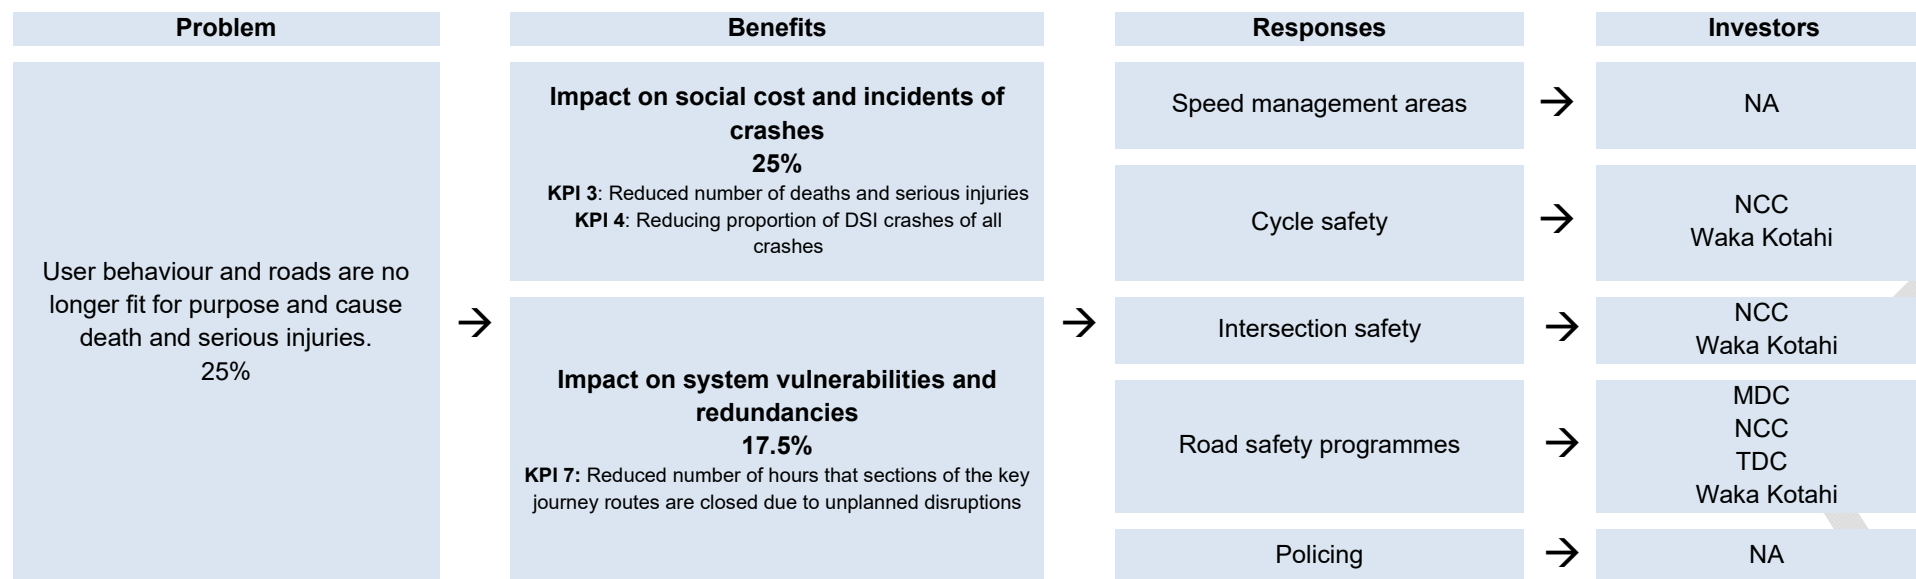 Problem
Benefits
Responses
Investors
User behaviour and roads are no
longer fit for purpose and cause
death and serious injuries.
25%
→
Impact on social cost and incidents of
crashes
25%
KPI 3: Reduced number of deaths and serious injuries
KPI 4: Reducing proportion of DSI crashes of all
crashes
Impact on system vulnerabilities and
redundancies
17.5%
KPI 7: Reduced number of hours that sections of the key
journey routes are closed due to unplanned disruptions
→
Speed management areas → NA
Cycle safety →
NCC
Waka Kotahi
Intersection safety →
NCC
Waka Kotahi
Road safety programmes →
MDC
NCC
TDC
Waka Kotahi
Policing → NA